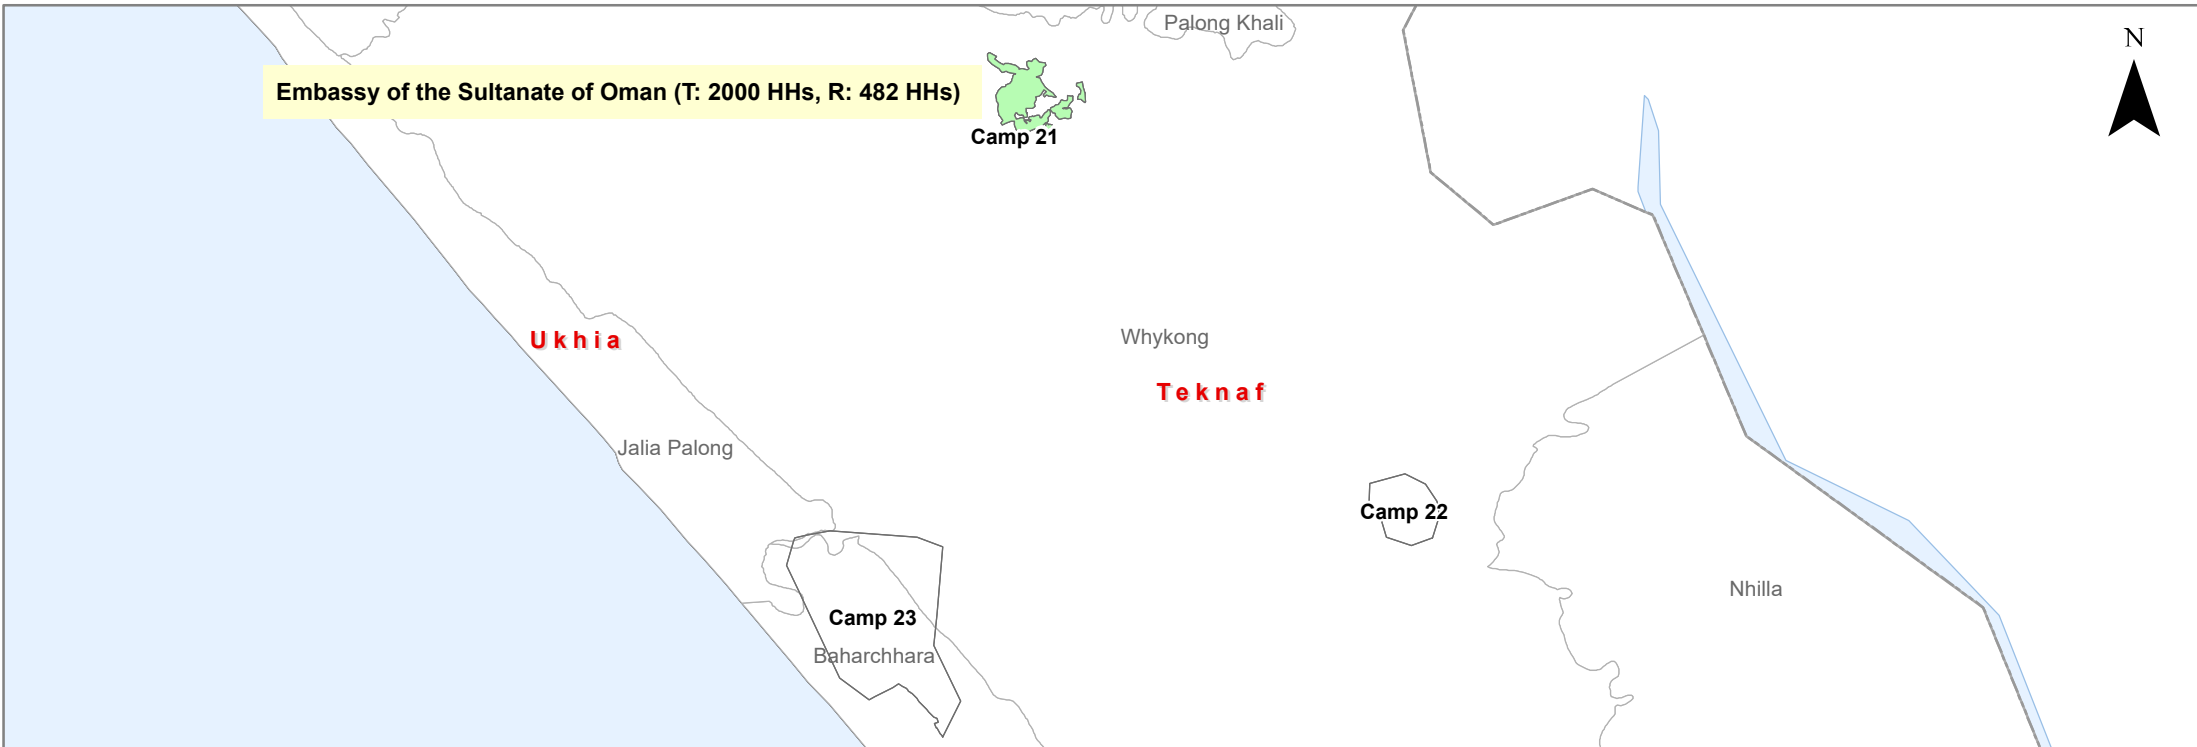 Palong Khali
N
Embassy of the Sultanate of Oman (T: 2000 HHs, R: 482 HHs)
Camp 21
Whykong
Ukhia
Teknaf
Jalia Palong
Camp 22
Nhilla
Camp 23
Baharchhara